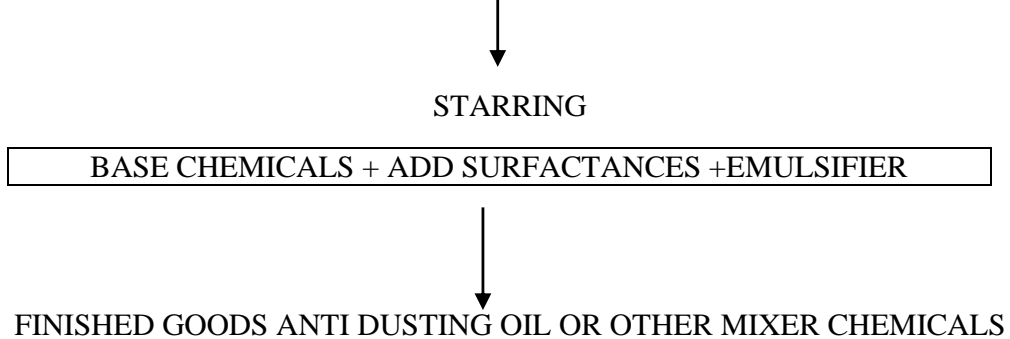 STARRING
BASE CHEMICALS + ADD SURFACTANCES +EMULSIFIER
FINISHED GOODS ANTI DUSTING OIL OR OTHER MIXER CHEMICALS